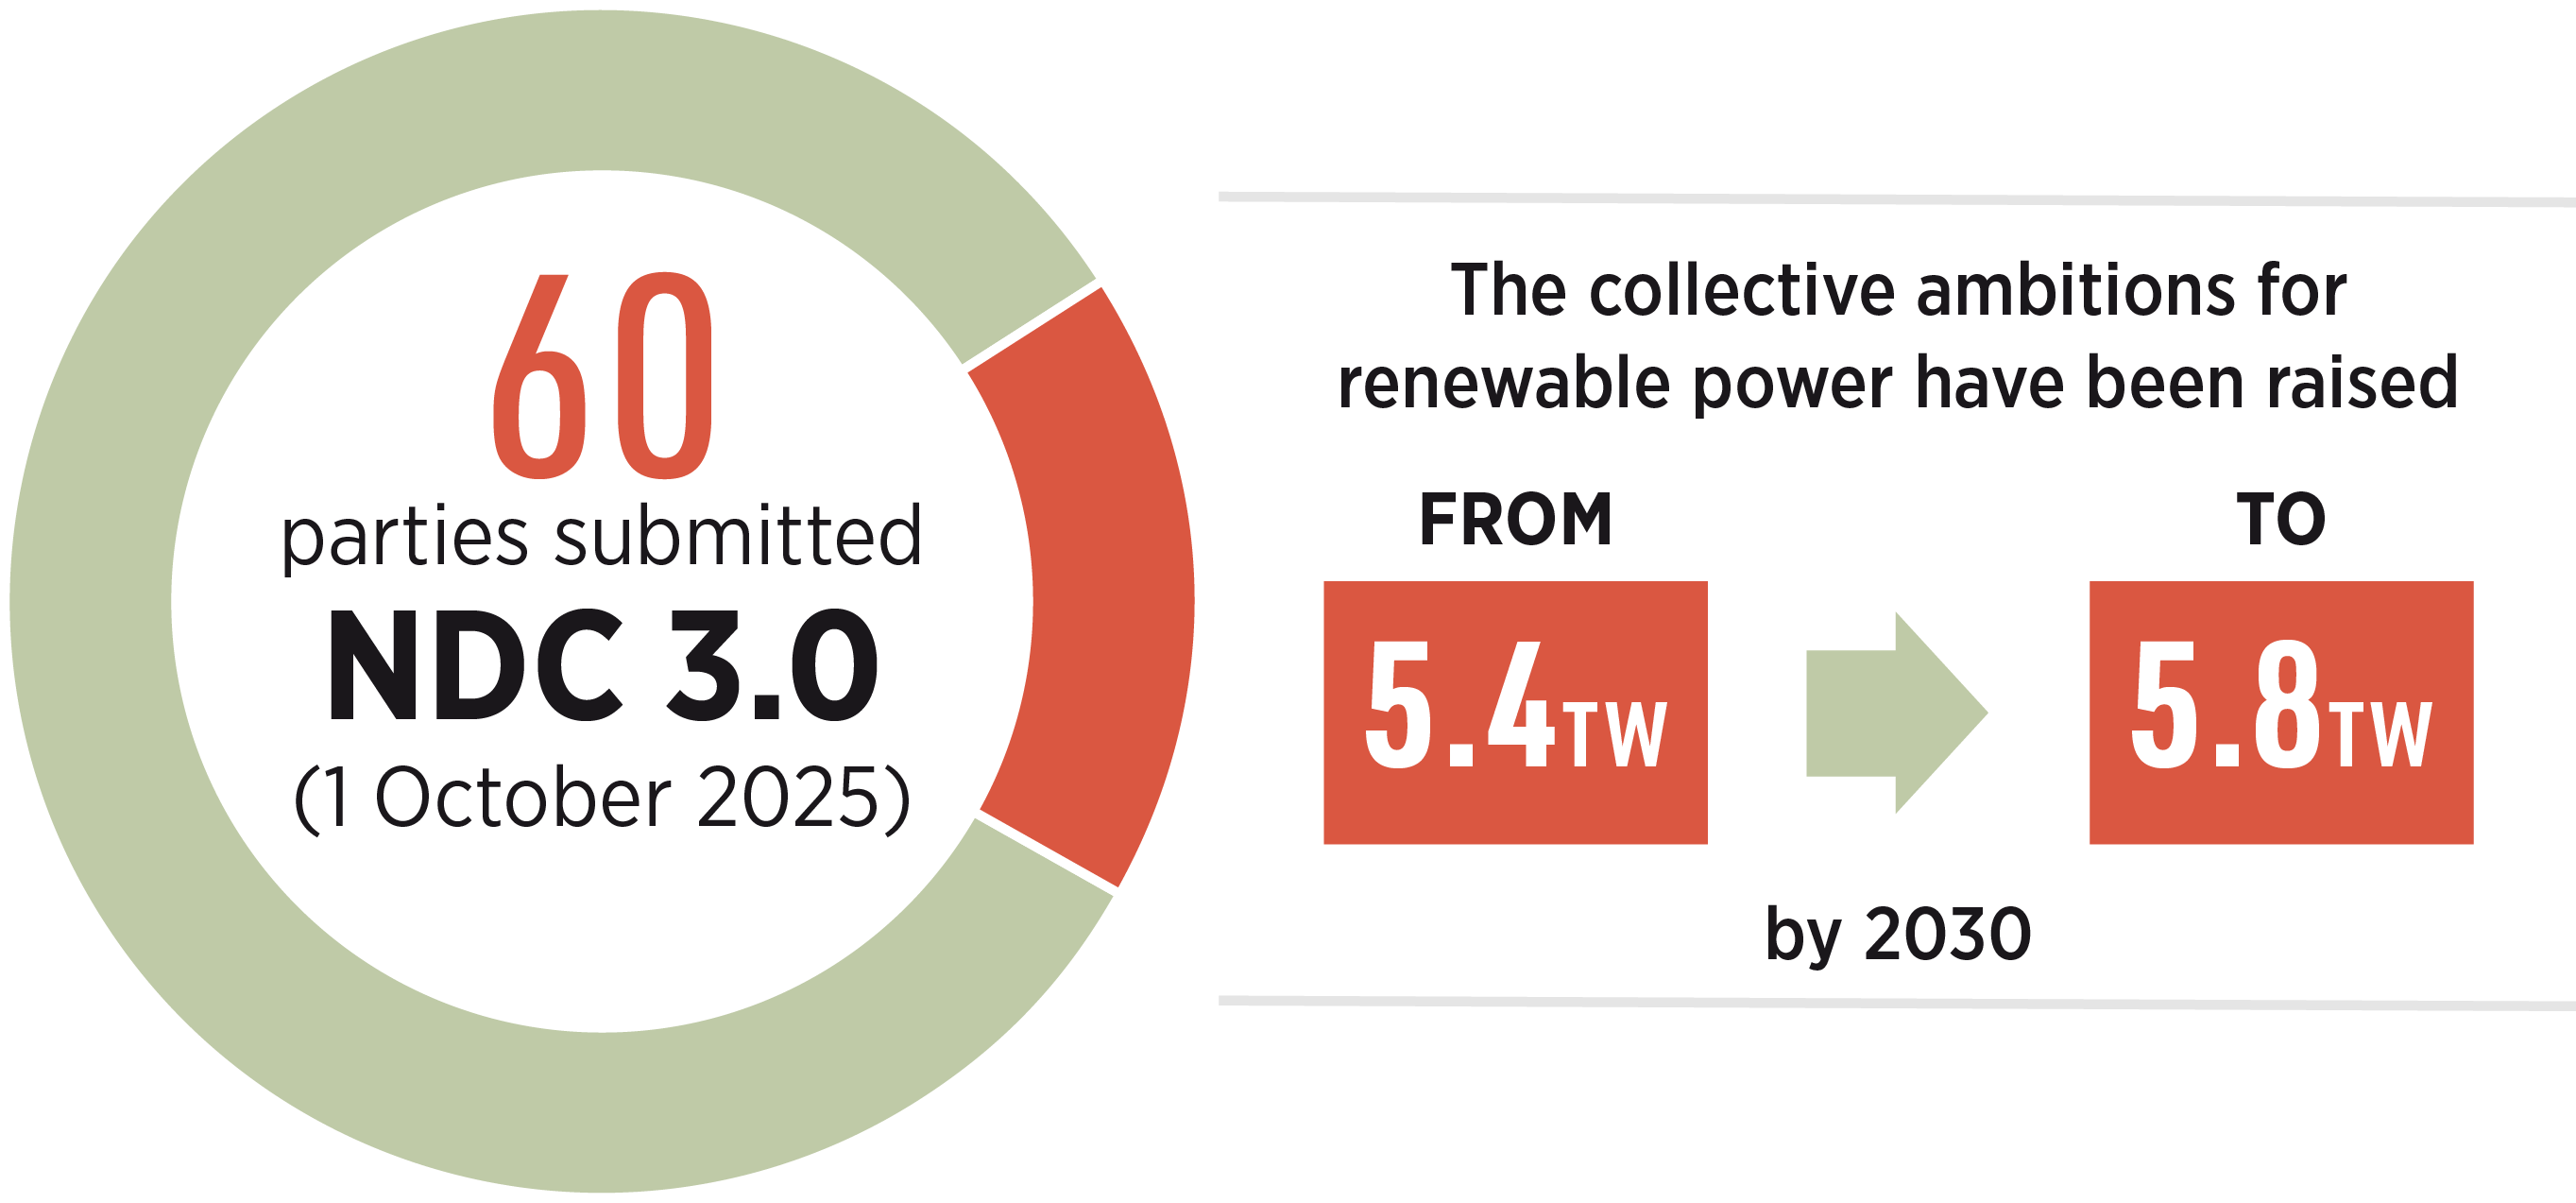 60
parties submitted
NDC 3.0
(1 October 2025)
The collective ambitions for
renewable power have been raised
FROM
TO
5.4TW
5.8TW
by 2030